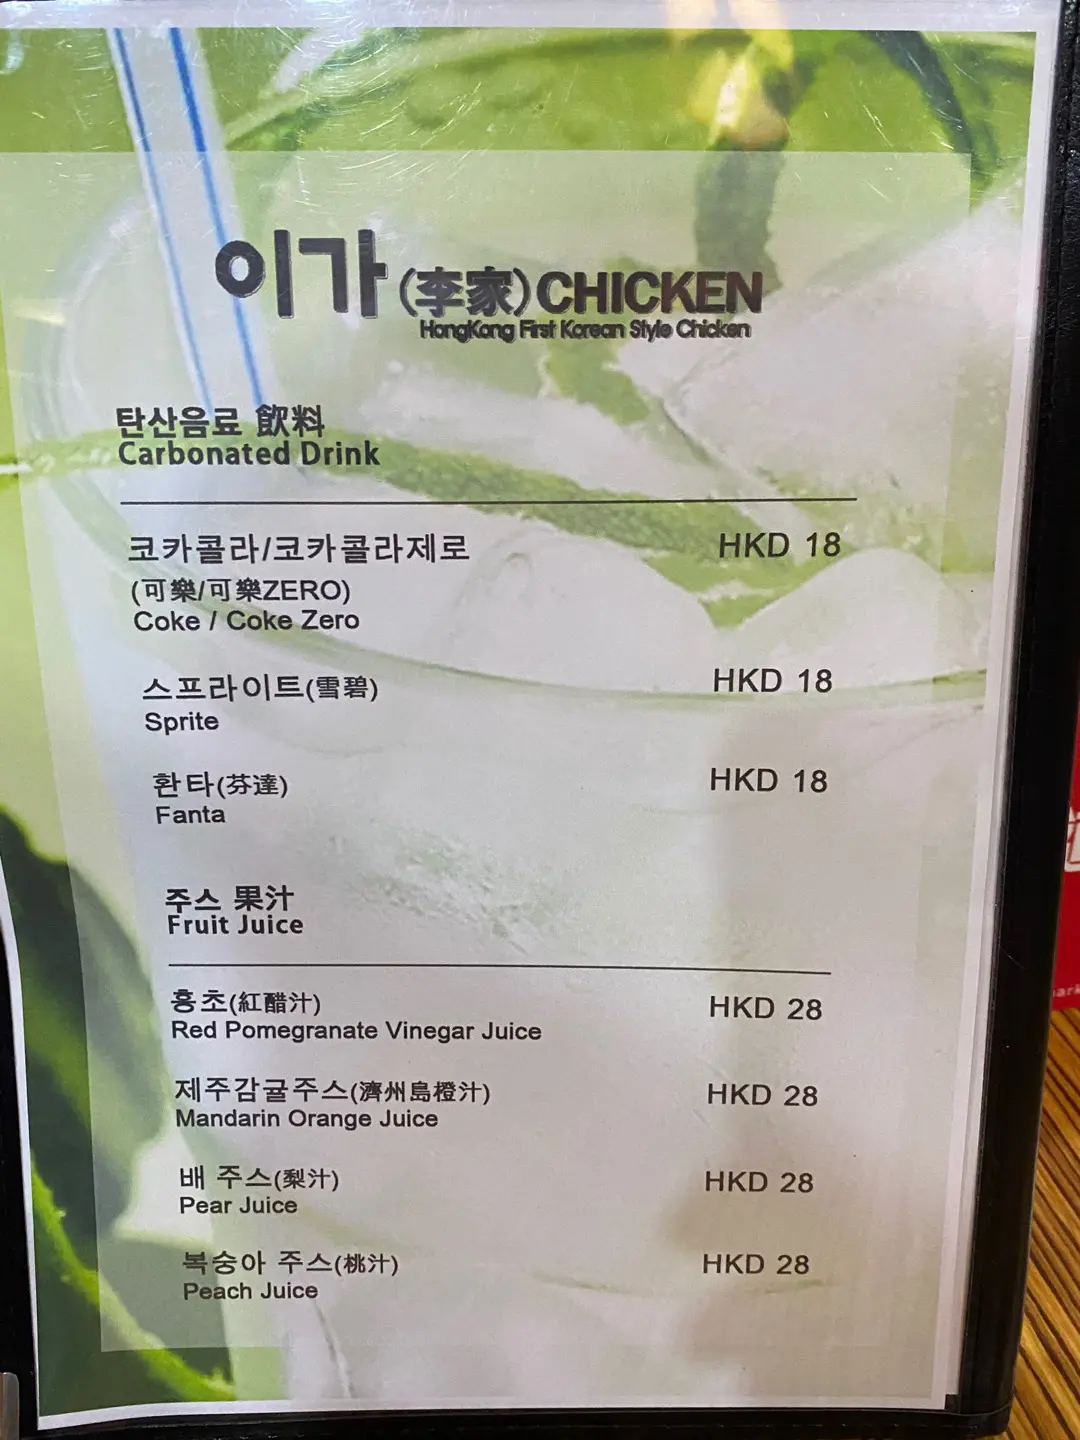 이가(李家)CHICKEN
HongKong First Korean Style Chicken
탄산음료 飲料
Carbonated Drink
코카콜라/코카콜라제로 HKD 18
(可樂/可樂ZERO)
Coke / Coke Zero
스프라이트(雪碧) HKD 18
Sprite
환타(芬達) HKD 18
Fanta
주스 果汁
Fruit Juice
홍초(紅醋汁) HKD 28
Red Pomegranate Vinegar Juice
제주감귤주스(濟州島橙汁) HKD 28
Mandarin Orange Juice
배 주스(梨汁) HKD 28
Pear Juice
복숭아 주스(桃汁) HKD 28
Peach Juice